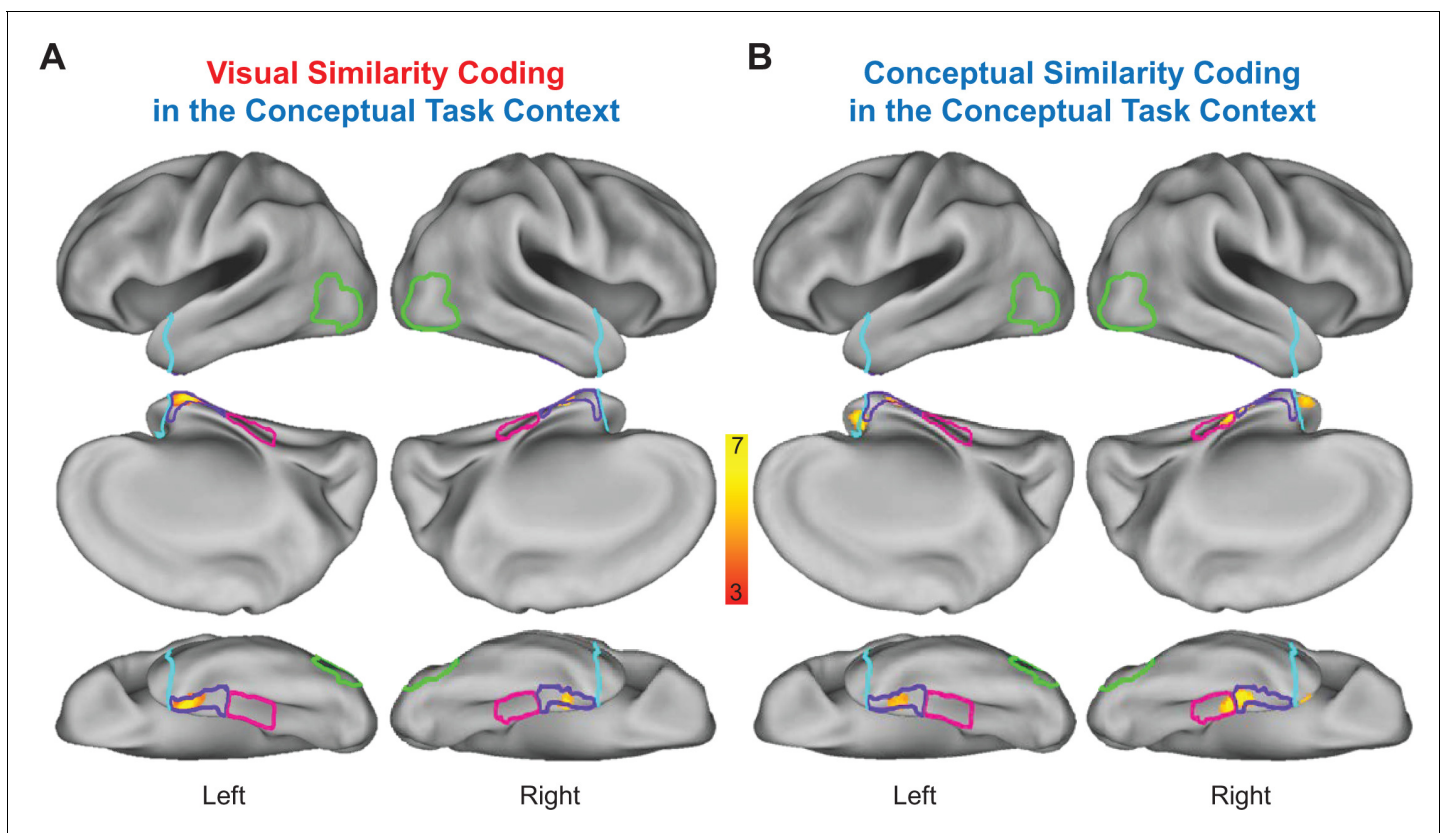 A
Visual Similarity Coding
in the Conceptual Task Context
B
Conceptual Similarity Coding
in the Conceptual Task Context
7
3
Left
Right
Left
Right